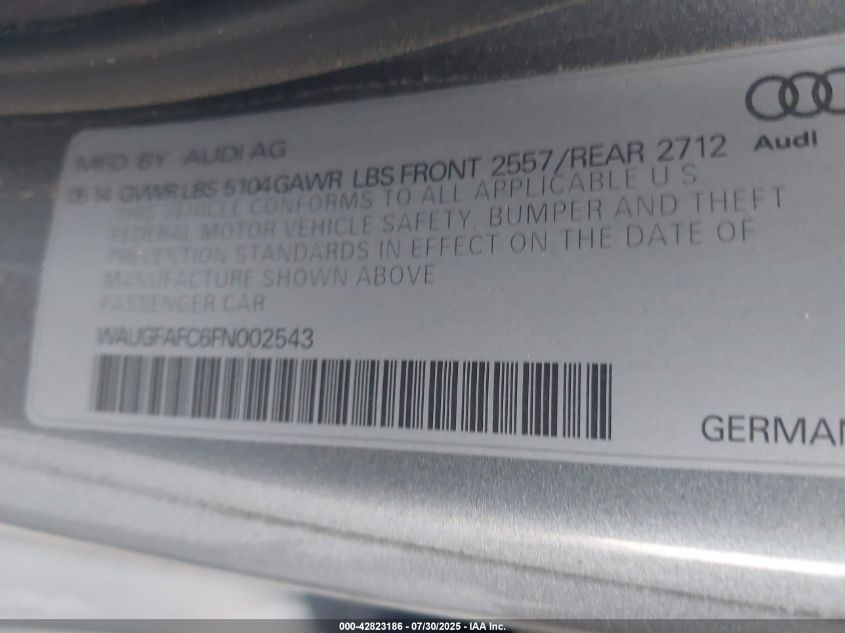 Audi
MFD BY AUDI AG
0514 GVWR LBS 5104 GAWR LBS FRONT 2557/REAR 2712
THIS VEHICLE CONFORMS TO ALL APPLICABLE U S
FEDERAL MOTOR VEHICLE SAFETY, BUMPER AND THEFT
PREVENTION STANDARDS IN EFFECT ON THE DATE OF
MANUFACTURE SHOWN ABOVE
PASSENGER CAR
WAUGFAFC6FN002543
GERMAN
000-42823186 - 07/30/2025 - IAA Inc.